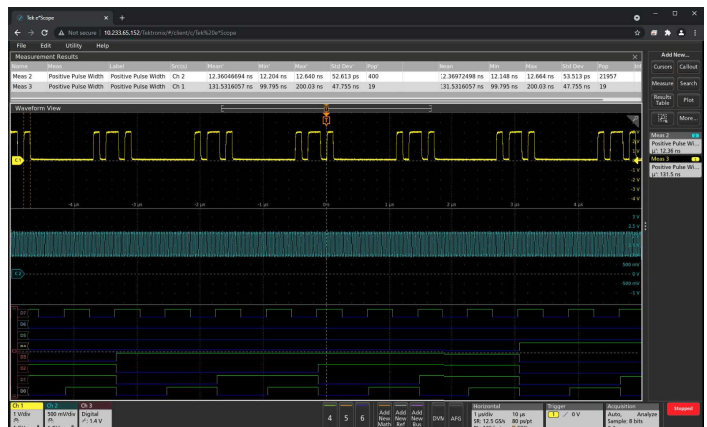 Tek e*Scope
A Not secure | 10.233.65.152/Tektronix/#/client/c/Tek%20e*Scope
File Edit Utility Help
Measurement Results
Name Meas Label Src(s) Mean' Min' Max' Std Dev' Pop' Mean Min Max Std Dev Pop
Meas 2 Positive Pulse Width Positive Pulse Width Ch 2 12.36046694 ns 12.204 ns 12.640 ns 52.613 ps 400 12.36972498 ns 12.148 ns 12.664 ns 53.513 ps 21957
Meas 3 Positive Pulse Width Positive Pulse Width Ch 1 131.5316057 ns 99.795 ns 200.03 ns 47.755 ns 19 131.5316057 ns 99.795 ns 200.03 ns 47.755 ns 19
Waveform View
Add New...
Cursors Callout
Measure Search
Results Table Plot
More...
Meas 2 2
Positive Pulse Wi...
µ': 12.36 ns
Meas 3 1
Positive Pulse Wi...
µ': 131.5 ns
C1
-1 V
-2 V
-3 V
-4 V
-4 µs -3 µs -2 µs -1 µs 0 s 1 µs 2 µs 3 µs 4 µs
3 V
2.5 V
500 mV
0 V
-500 mV
-1 V
C2
D7
D6
D5
D3
D2
D1
D0
Ch 1
1 V/div
Ch 2
500 mV/div
Ch 3
Digital
1.4 V
4 5 6
Add New Math
Add New Ref
Add New Bus
DVM AFG
Horizontal
1 µs/div 10 µs
SR: 12.5 GS/s 80 ps/pt
Trigger
1 0 V
Acquisition
Auto, Analyze
Sample: 8 bits
Stopped